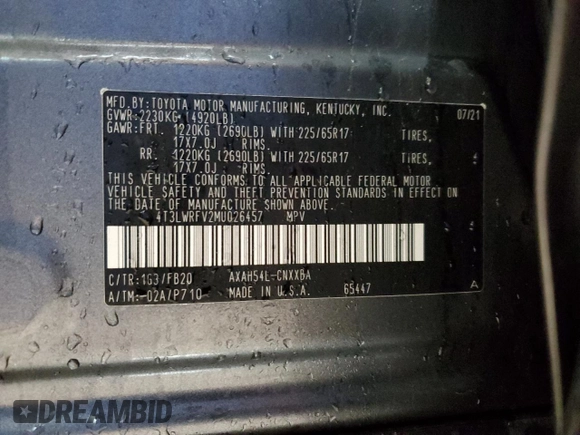 MFD.BY:TOYOTA MOTOR MANUFACTURING, KENTUCKY, INC.
GVWR:2230KG (4920LB) 07/21
GAWR:FRT. 1220KG (2690LB) WITH 225/65R17 TIRES,
17X7.0J RIMS.
RR. 1220KG (2690LB) WITH 225/65R17 TIRES,
17X7.0J RIMS.
THIS VEHICLE CONFORMS TO ALL APPLICABLE FEDERAL MOTOR
VEHICLE SAFETY AND THEFT PREVENTION STANDARDS IN EFFECT ON
THE DATE OF MANUFACTURE SHOWN ABOVE.
4T3LWRFV2MU026457 MPV
C/TR:1G3/FB20 AXAH54L-CNXXBA
A/TM:-02A/P710 MADE IN U.S.A. 65447 A
DREAMBID